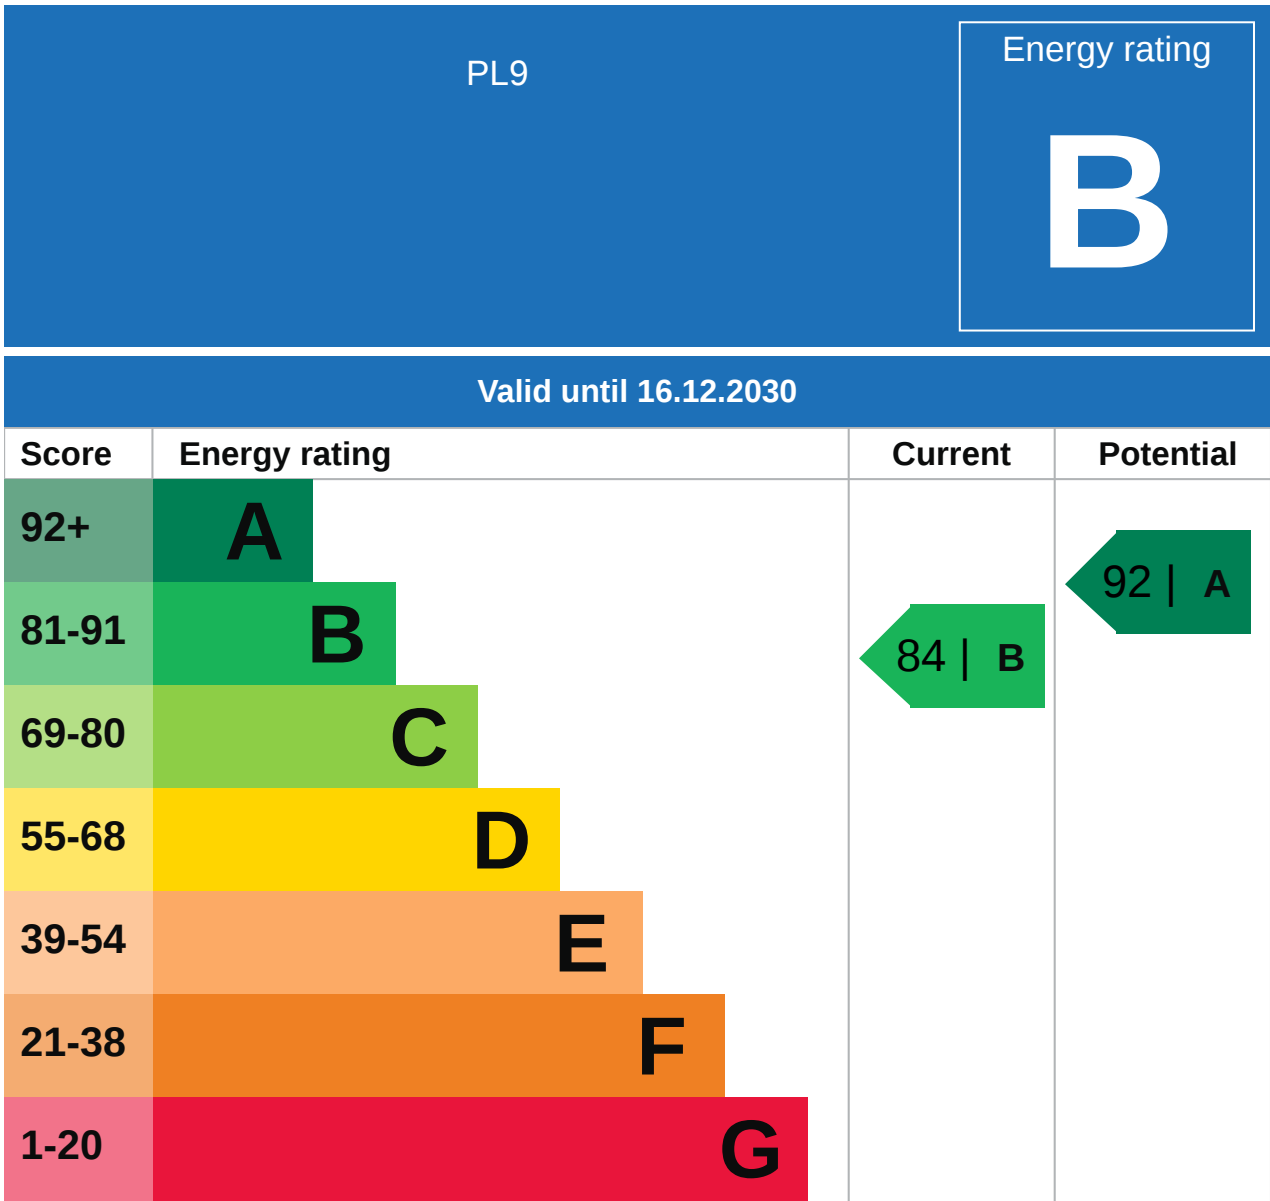 PL9
Energy rating
B
Valid until 16.12.2030
Score Energy rating Current Potential
92+ A
92 | A
81-91 B
84 | B
69-80 C
55-68 D
39-54 E
21-38 F
1-20 G